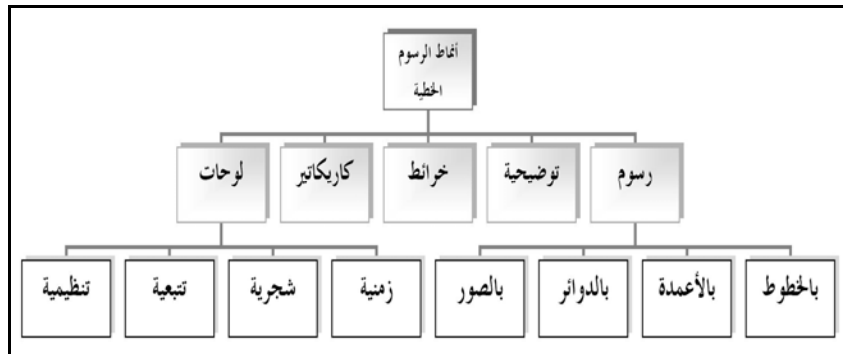 أنماط الرسوم
الخطية
رسوم
توضيحية
خرائط
كاريكاتير
لوحات
بالخطوط
بالأعمدة
بالدوائر
بالصور
زمنية
شجرية
تتبعية
تنظيمية